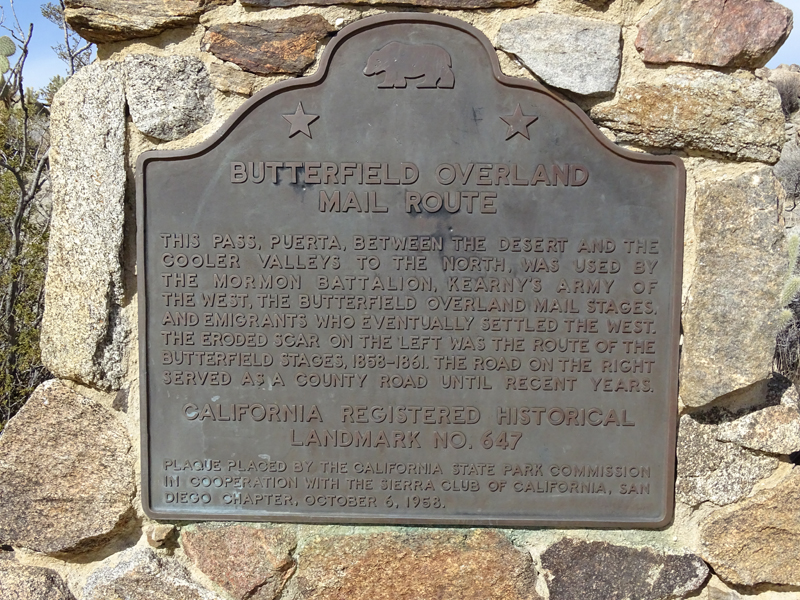 BUTTERFIELD OVERLAND
MAIL ROUTE
THIS PASS, PUERTA, BETWEEN THE DESERT AND THE
COOLER VALLEYS TO THE NORTH, WAS USED BY
THE MORMON BATTALION, KEARNY'S ARMY OF
THE WEST, THE BUTTERFIELD OVERLAND MAIL STAGES,
AND EMIGRANTS WHO EVENTUALLY SETTLED THE WEST.
THE ERODED SCAR ON THE LEFT WAS THE ROUTE OF THE
BUTTERFIELD STAGES, 1858-1861. THE ROAD ON THE RIGHT
SERVED AS A COUNTY ROAD UNTIL RECENT YEARS.
CALIFORNIA REGISTERED HISTORICAL
LANDMARK NO. 647
PLAQUE PLACED BY THE CALIFORNIA STATE PARK COMMISSION
IN COOPERATION WITH THE SIERRA CLUB OF CALIFORNIA, SAN
DIEGO CHAPTER, OCTOBER 6, 1958.